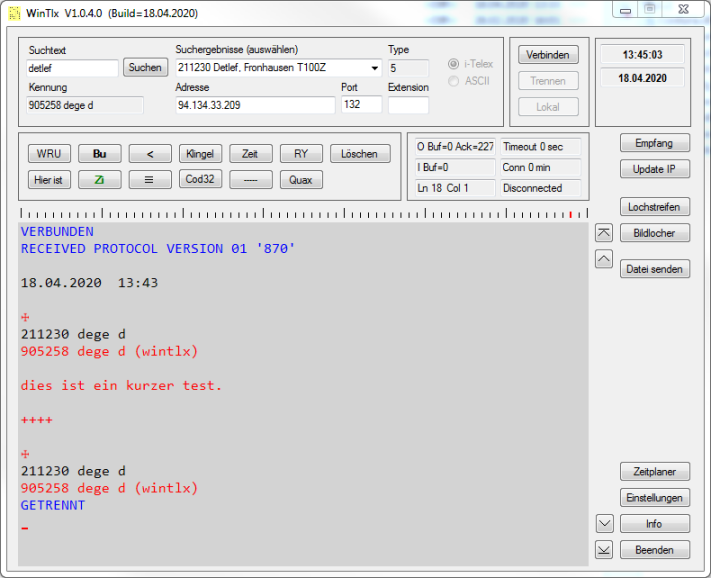 WinTlx V1.0.4.0 (Build=18.04.2020)
Suchtext
Suchergebnisse (auswählen)
Type
detlef
Suchen
211230 Detlef, Fronhausen T100Z
5
i-Telex
ASCII
Kennung
Adresse
Port
Extension
905258 dege d
94.134.33.209
132
Verbinden
Trennen
Lokal
13:45:03
18.04.2020
WRU
Bu
<
Klingel
Zeit
RY
Löschen
Hier ist
Zi
≡
Cod32
-----
Quax
O Buf=0 Ack=227
Timeout 0 sec
I Buf=0
Conn 0 min
Ln 18 Col 1
Disconnected
Empfang
Update IP
Lochstreifen
Bildlocher
Datei senden
VERBUNDEN
RECEIVED PROTOCOL VERSION 01 '870'
18.04.2020 13:43
✠
211230 dege d
905258 dege d (wintlx)
dies ist ein kurzer test.
++++
✠
211230 dege d
905258 dege d (wintlx)
GETRENNT
Zeitplaner
Einstellungen
Info
Beenden